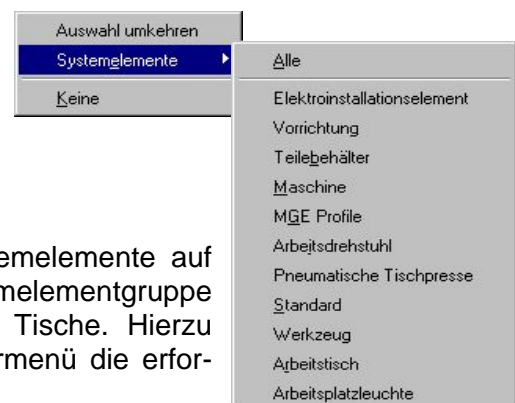 Auswahl umkehren
Systemelemente
Keine
Alle
Elektroinstallationselement
Vorrichtung
Teilebehälter
Maschine
MGE Profile
Arbeitsdrehstuhl
Pneumatische Tischpresse
Standard
Werkzeug
Arbeitstisch
Arbeitsplatzleuchte
emelemente auf
melementgruppe
Tische. Hierzu
rmenü die erfor-